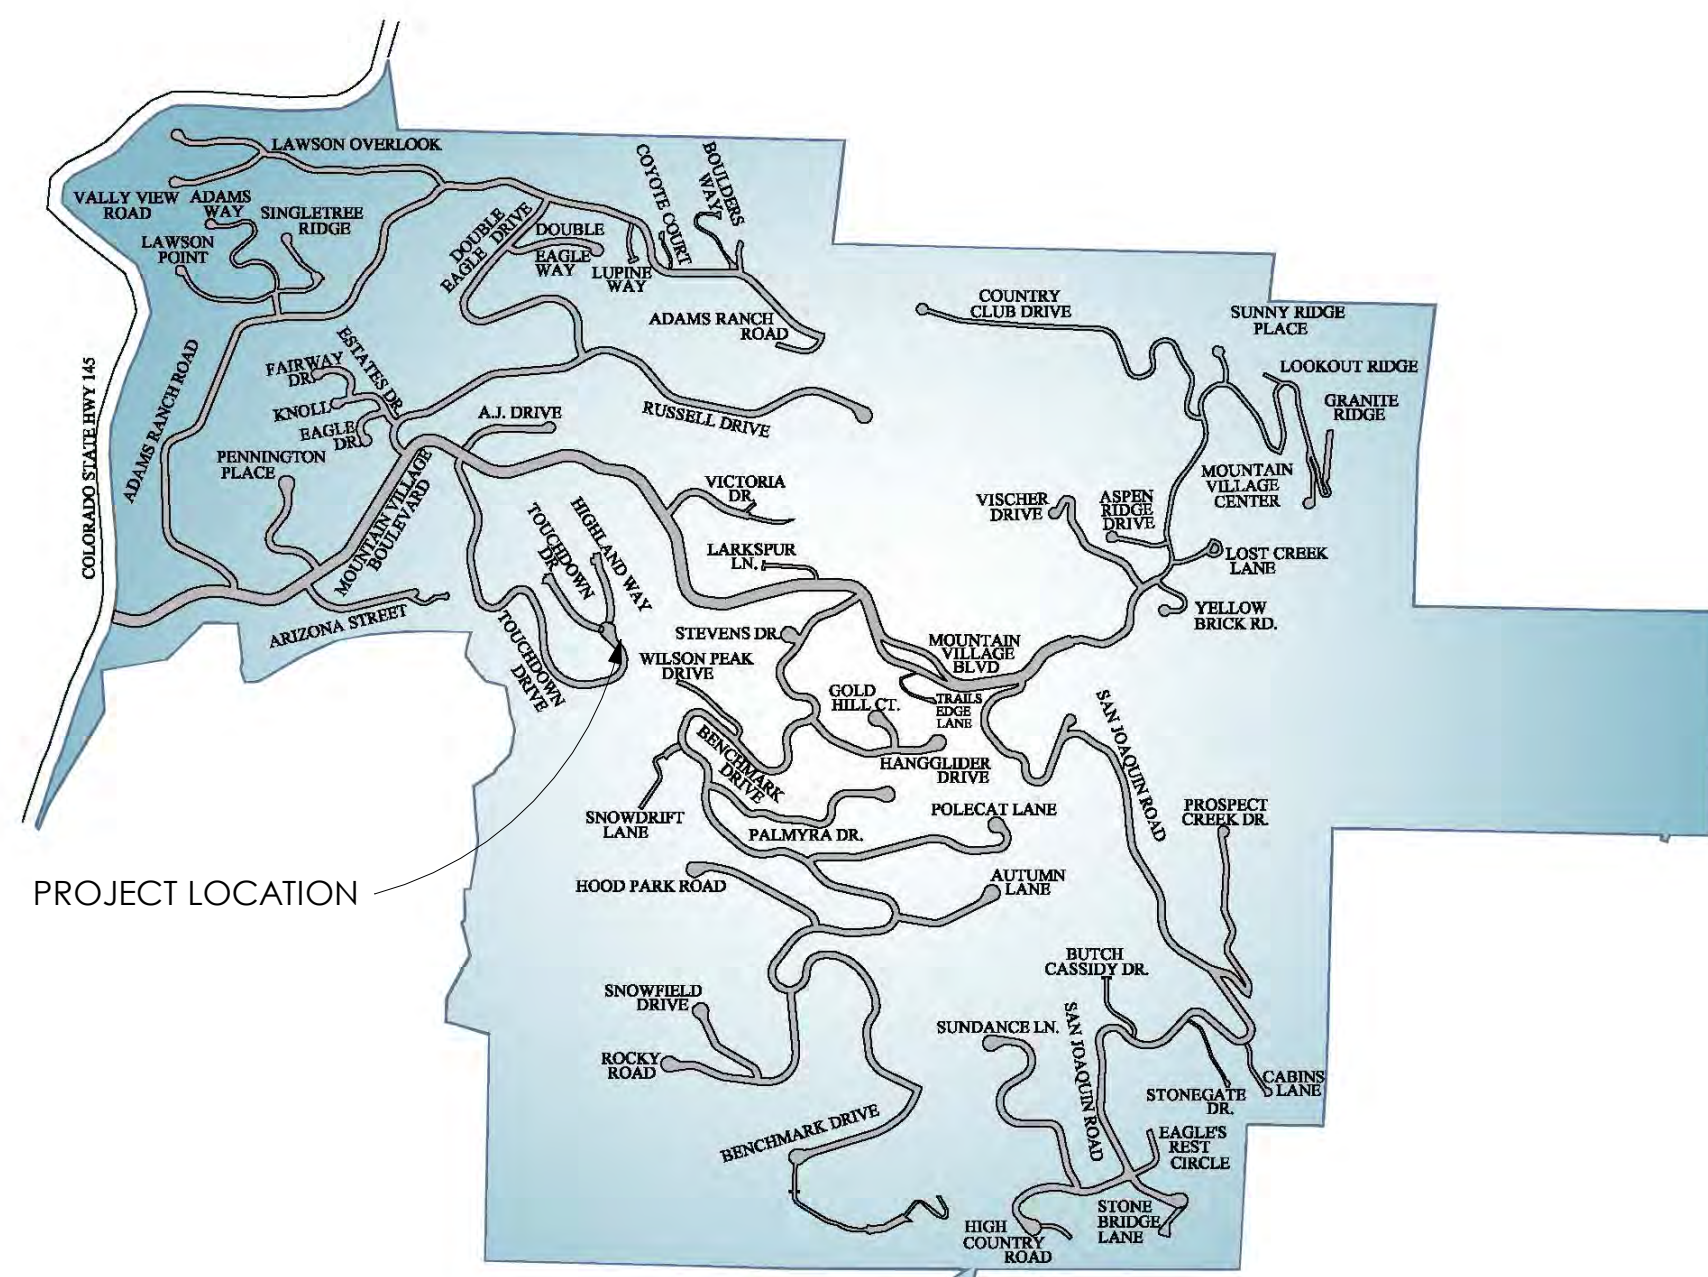 LAWSON OVERLOOK
VALLY VIEW
ROAD
ADAMS
WAY
SINGLETREE
RIDGE
LAWSON
POINT
DOUBLE
EAGLE DRIVE
DOUBLE
EAGLE
WAY
LUPINE
WAY
COYOTE COURT
BOULDERS
WAY
ADAMS RANCH
ROAD
COUNTRY
CLUB DRIVE
SUNNY RIDGE
PLACE
LOOKOUT RIDGE
GRANITE
RIDGE
COLORADO STATE HWY 145
ADAMS RANCH ROAD
ESTATES DR.
FAIRWAY
DR.
KNOLL
EAGLE
DR.
A.J. DRIVE
RUSSELL DRIVE
PENNINGTON
PLACE
MOUNTAIN VILLAGE
BOULEVARD
VICTORIA
DR.
TOUCHDOWN
DR.
HIGHLAND WAY
LARKSPUR
LN.
VISCHER
DRIVE
ASPEN
RIDGE
DRIVE
MOUNTAIN
VILLAGE
CENTER
LOST CREEK
LANE
YELLOW
BRICK RD.
ARIZONA STREET
TOUCHDOWN
DRIVE
STEVENS DR.
WILSON PEAK
DRIVE
MOUNTAIN
VILLAGE
BLVD
GOLD
HILL CT.
TRAILS
EDGE
LANE
SAN JOAQUIN ROAD
BENCHMARK
DRIVE
HANGGLIDER
DRIVE
SNOWDRIFT
LANE
PALMYRA DR.
POLECAT LANE
PROSPECT
CREEK DR.
PROJECT LOCATION
HOOD PARK ROAD
AUTUMN
LANE
BUTCH
CASSIDY DR.
SNOWFIELD
DRIVE
SUNDANCE LN.
SAN JOAQUIN ROAD
ROCKY
ROAD
CABINS
LANE
STONEGATE
DR.
BENCHMARK DRIVE
EAGLE'S
REST
CIRCLE
STONE
BRIDGE
LANE
HIGH
COUNTRY
ROAD